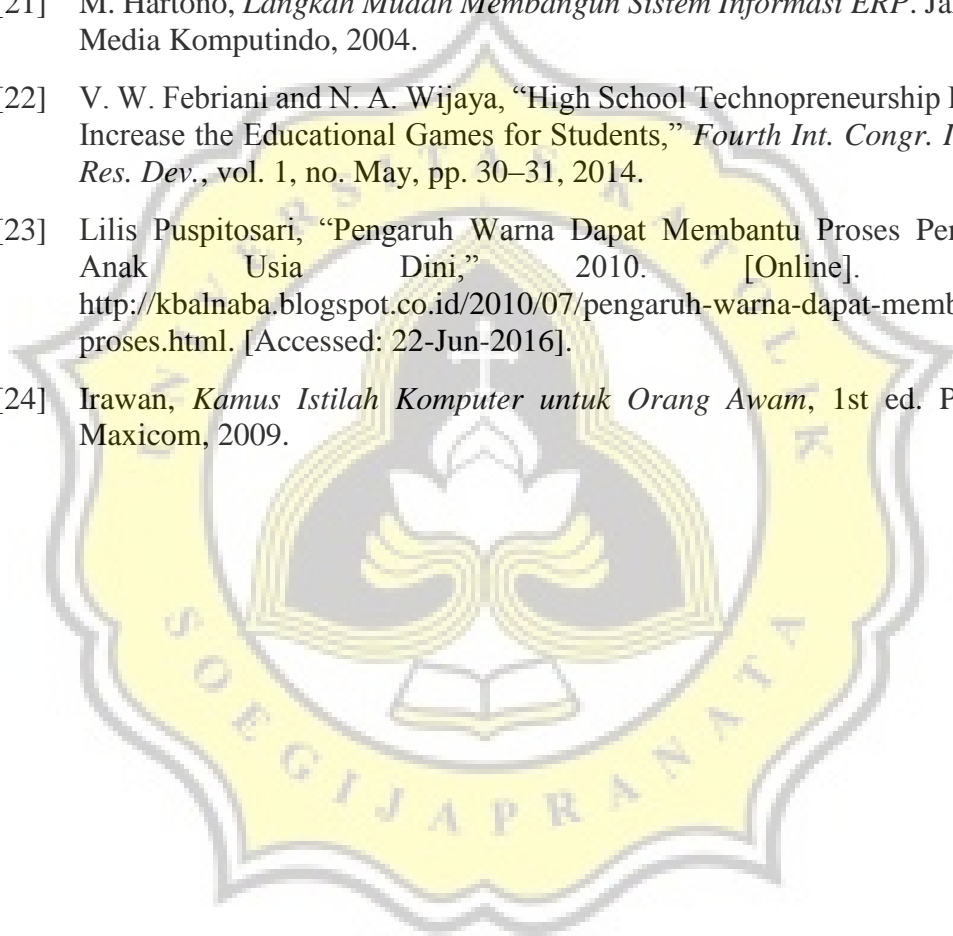 [21] M. Hartono, Langkah Mudah Membangun Sistem Informasi ERP.
Media Komputindo, 2004.
[22] V. W. Febriani and N. A. Wijaya, “High School Technopreneurship
Increase the Educational Games for Students,” Fourth Int. Congr.
Res. Dev., vol. 1, no. May, pp. 30–31, 2014.
[23] Lilis Puspitosari, “Pengaruh Warna Dapat Membantu Proses
Anak Usia Dini,” 2010. [Online].
http://kbalnaba.blogspot.co.id/2010/07/pengaruh-warna-dapat-memb
proses.html. [Accessed: 22-Jun-2016].
[24] Irawan, Kamus Istilah Komputer untuk Orang Awam, 1st ed.
Maxicom, 2009.
UNIVERSITAS KATOLIK
SOEGIJAPRANATA